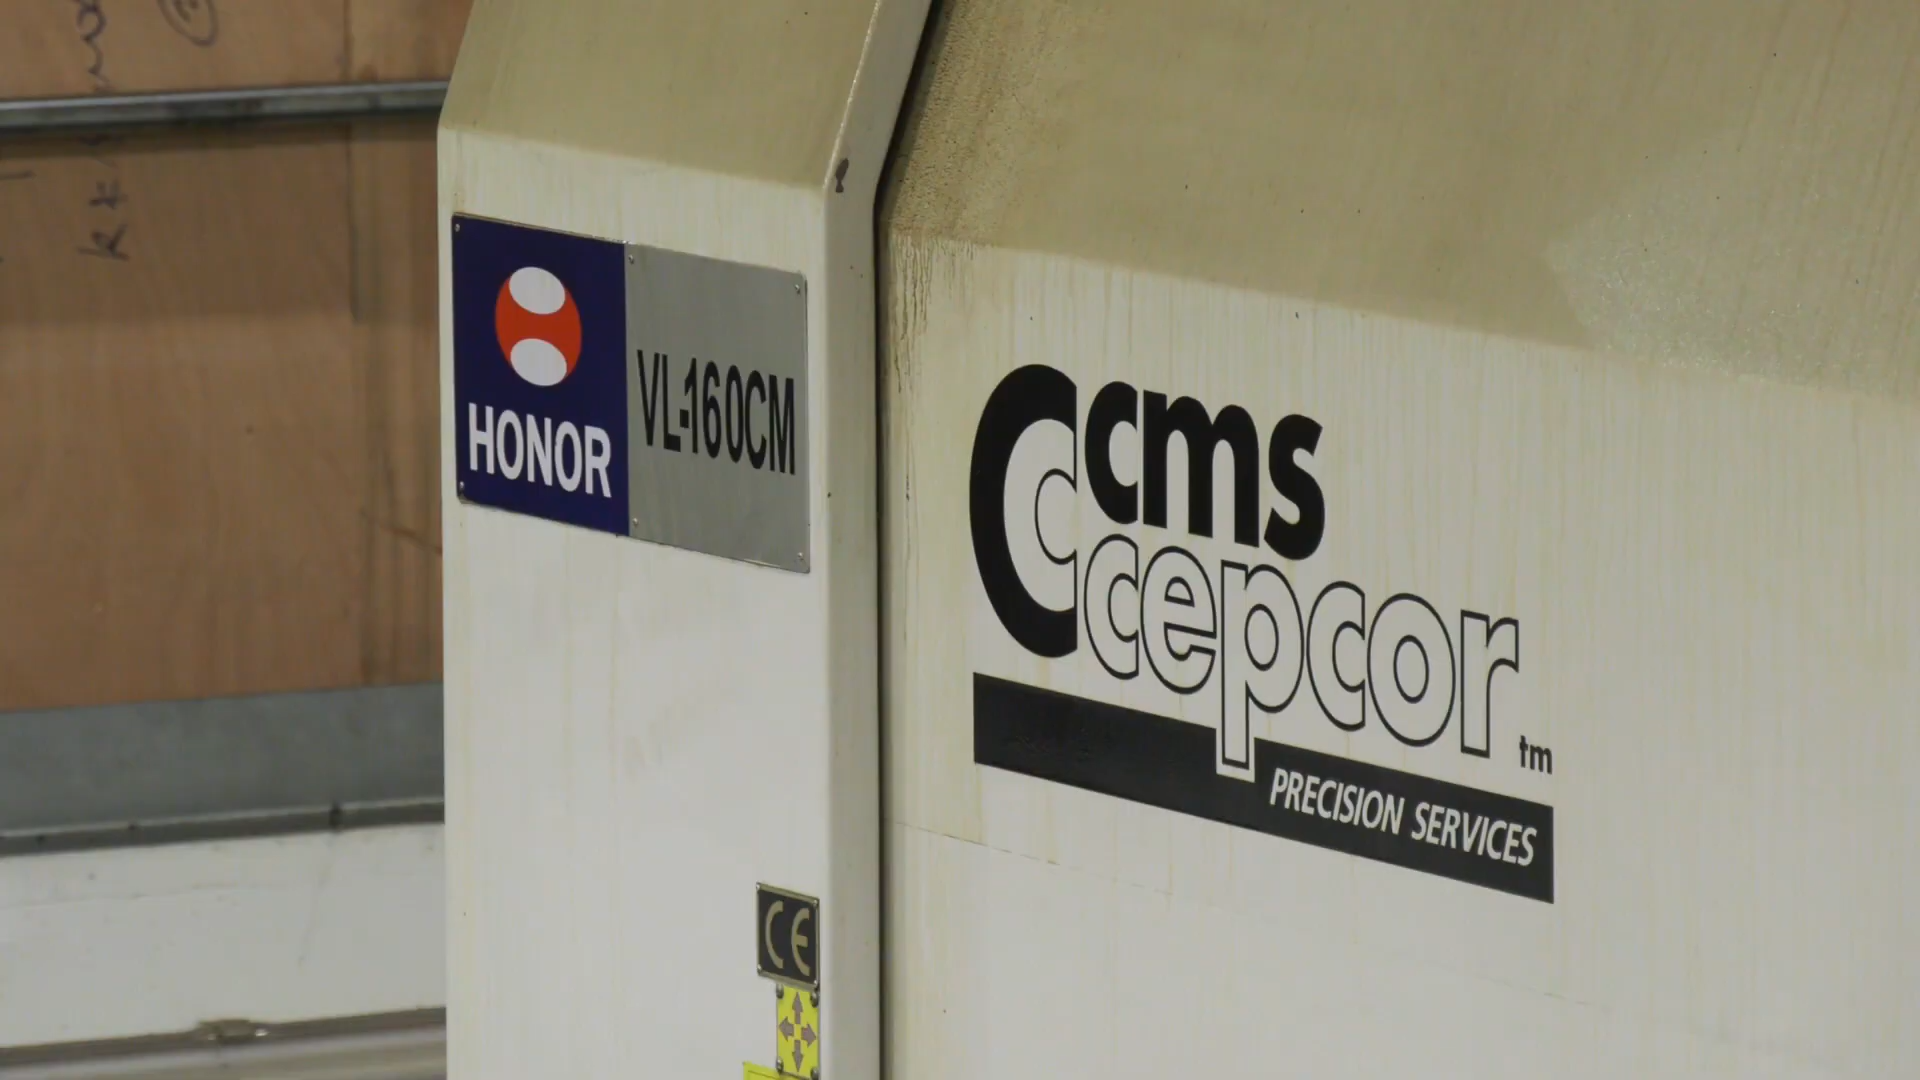 HONOR
VL-160CM
cms
cepcor
tm
PRECISION SERVICES
CE